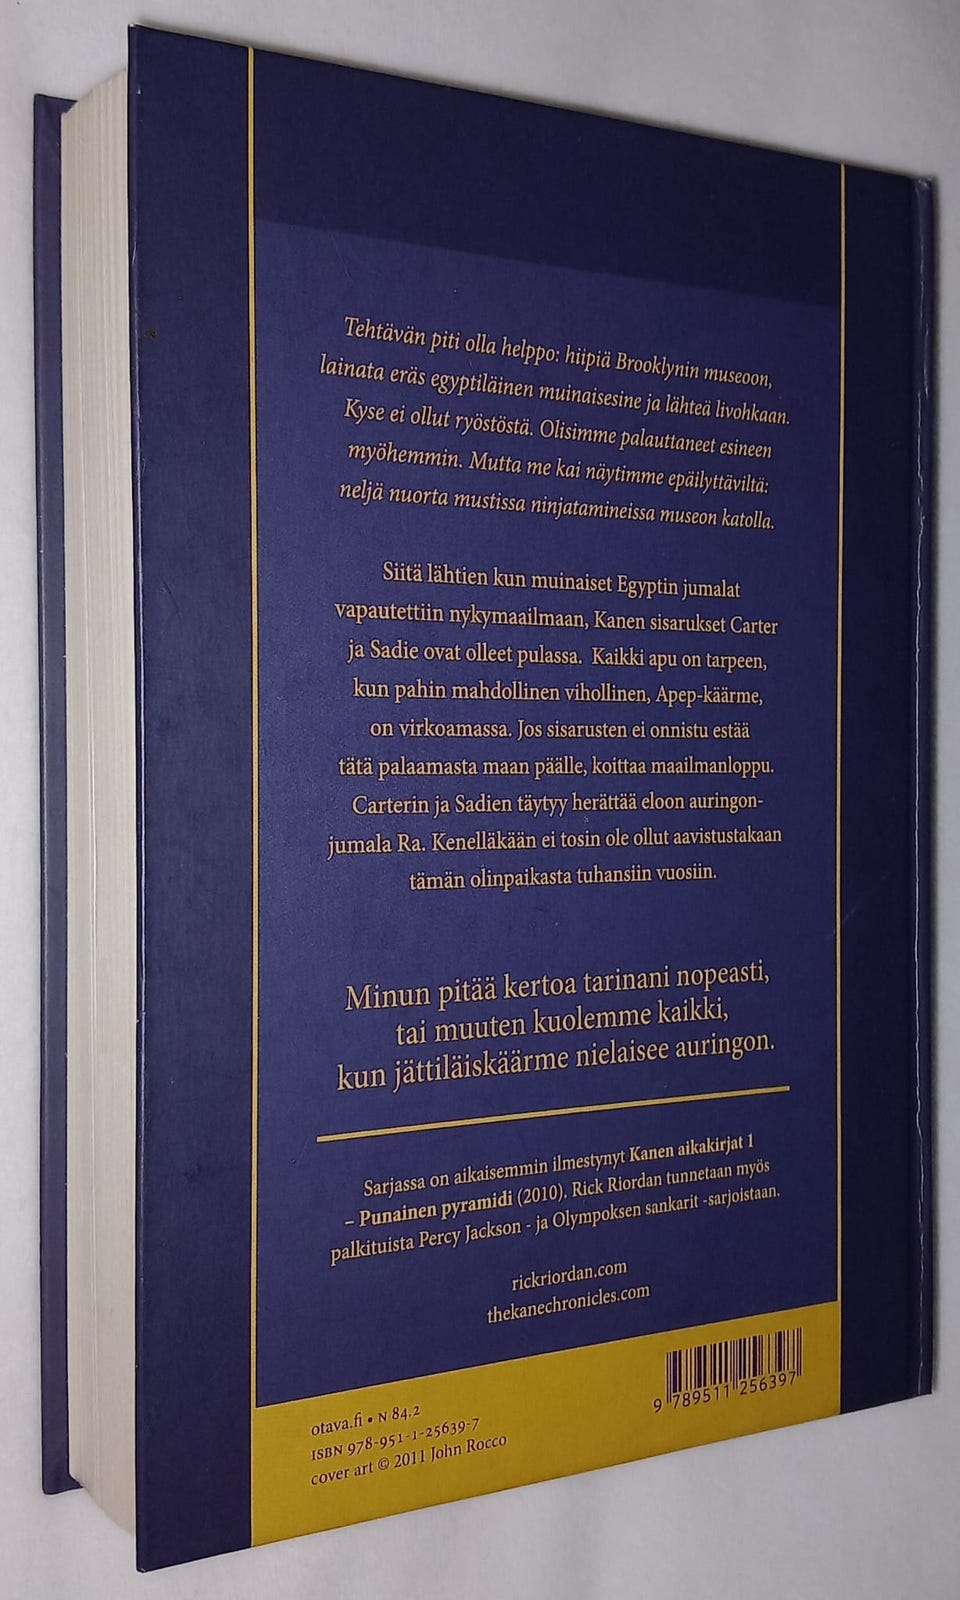 Tehtävän piti olla helppo: hiipiä Brooklynin museoon,
lainata eräs egyptiläinen muinaisesine ja lähteä livohkaan.
Kyse ei ollut ryöstöstä. Olisimme palauttaneet esineen
myöhemmin. Mutta me kai näytimme epäilyttäviltä:
neljä nuorta mustissa ninjatamineissa museon katolla.
Siitä lähtien kun muinaiset Egyptin jumalat
vapautettiin nykymaailmaan, Kanen sisarukset Carter
ja Sadie ovat olleet pulassa. Kaikki apu on tarpeen,
kun pahin mahdollinen vihollinen, Apep-käärme,
on virkoamassa. Jos sisarusten ei onnistu estää
tätä palaamasta maan päälle, koittaa maailmanloppu.
Carterin ja Sadien täytyy herättää eloon auringon-
jumala Ra. Kenelläkään ei tosin ole ollut aavistustakaan
tämän olinpaikasta tuhansiin vuosiin.
Minun pitää kertoa tarinani nopeasti,
tai muuten kuolemme kaikki,
kun jättiläiskäärme nielaisee auringon.
Sarjassa on aikaisemmin ilmestynyt Kanen aikakirjat 1
– Punainen pyramidi (2010). Rick Riordan tunnetaan myös
palkituista Percy Jackson - ja Olympoksen sankarit -sarjoistaan.
rickriordan.com
thekanechronicles.com
otava.fi • N 84.2
ISBN 978-951-1-25639-7
cover art © 2011 John Rocco
9 789511 256397